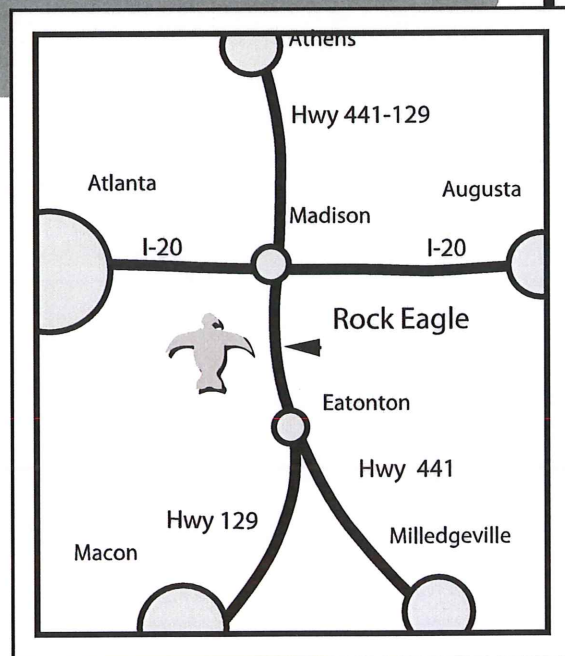 Athens
Hwy 441-129
Atlanta
Augusta
Madison
I-20
I-20
Rock Eagle
Eatonton
Hwy 441
Hwy 129
Milledgeville
Macon